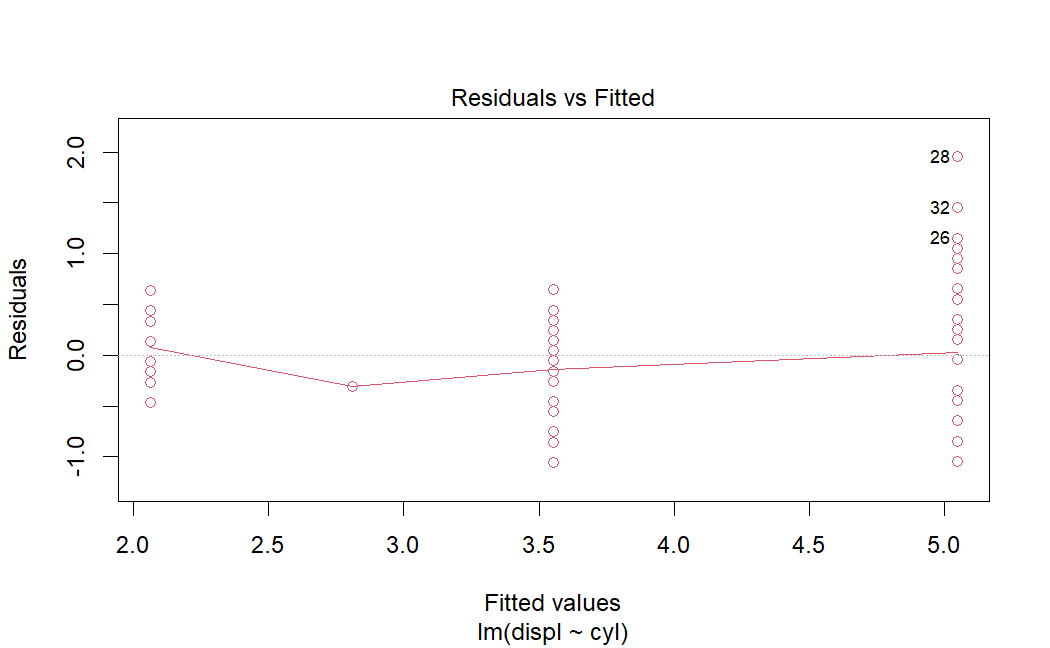 Residuals vs Fitted
Residuals
2.0
1.0
0.0
-1.0
28
32
26
2.0 2.5 3.0 3.5 4.0 4.5 5.0
Fitted values
lm(displ ~ cyl)